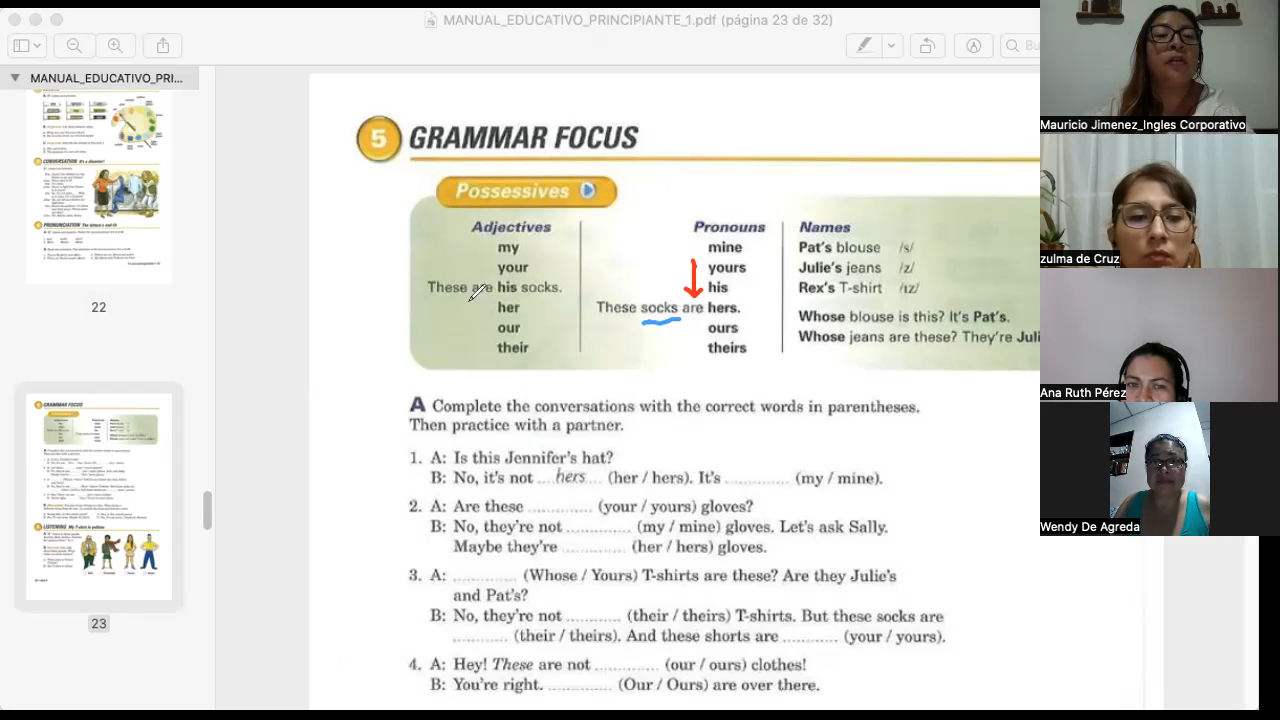 MANUAL_EDUCATIVO_PRINCIPIANTE_1.pdf (página 23 de 32)
Bu
MANUAL_EDUCATIVO_PRI...
22
23
5 GRAMMAR FOCUS
Possessives
Pronouns
Names
my
mine
Pat's blouse /s/
your
yours
Julie's jeans /z/
These are his socks.
his
Rex's T-shirt /ɪz/
her
These socks are hers.
our
ours
Whose blouse is this? It's Pat's.
their
theirs
Whose jeans are these? They're Juli
A Complete the conversations with the correct words in parentheses.
Then practice with a partner.
1. A: Is this Jennifer's hat?
B: No, it's not hers (her / hers). It's ............ (my / mine).
2. A: Are these ............ (your / yours) gloves?
B: No, they're not ............ (my / mine) gloves. Let's ask Sally.
Maybe they're ............ (her / hers) gloves.
3. A: ............ (Whose / Yours) T-shirts are these? Are they Julie's
and Pat's?
B: No, they're not ............ (their / theirs) T-shirts. But these socks are
............ (their / theirs). And these shorts are ............ (your / yours).
4. A: Hey! These are not ............ (our / ours) clothes!
B: You're right. ............ (Our / Ours) are over there.
Mauricio Jimenez_Ingles Corporativo
zulma de Cruz
Ana Ruth Pérez
Wendy De Agreda